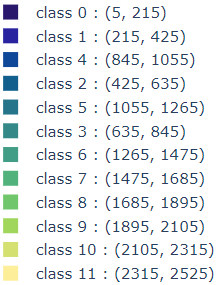 class 0 : (5, 215)
class 1 : (215, 425)
class 4 : (845, 1055)
class 2 : (425, 635)
class 5 : (1055, 1265)
class 3 : (635, 845)
class 6 : (1265, 1475)
class 7 : (1475, 1685)
class 8 : (1685, 1895)
class 9 : (1895, 2105)
class 10 : (2105, 2315)
class 11 : (2315, 2525)